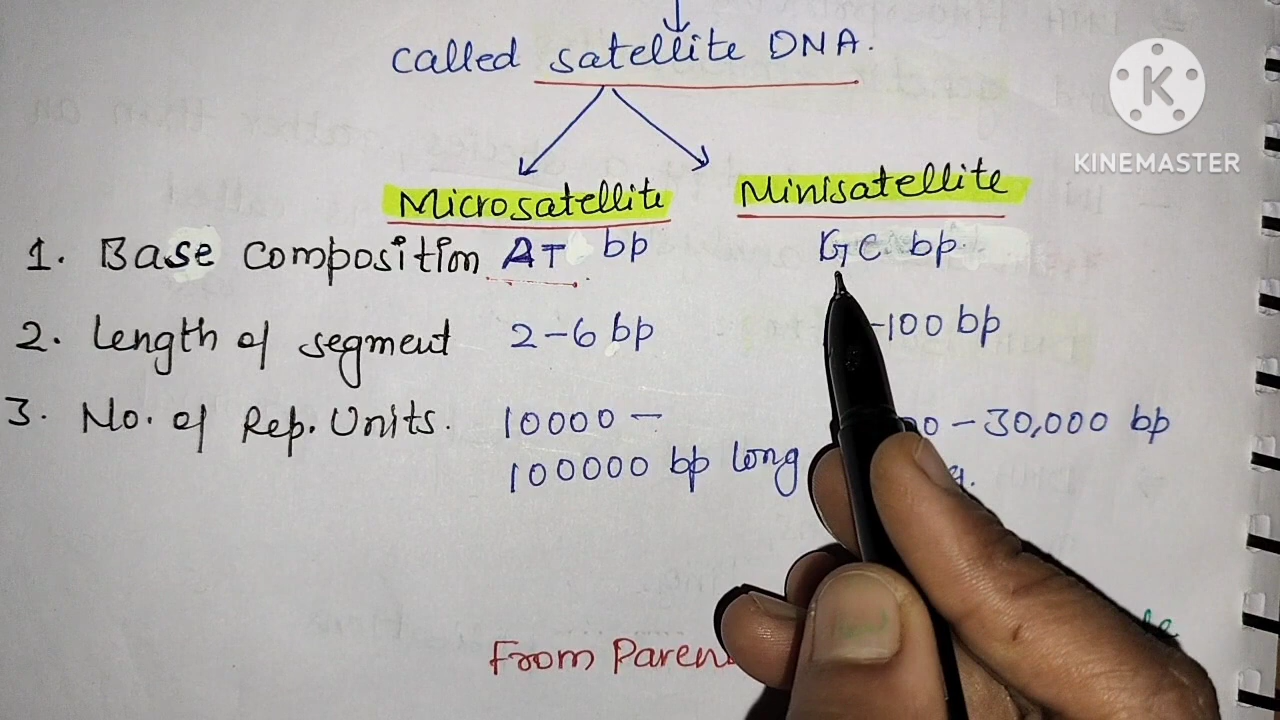 called satellite DNA.
Microsatellite Minisatellite
1. Base composition AT bp GC bp
2. Length of segment 2-6 bp -100 bp
3. No. of Rep. Units. 10000 - 00 - 30,000 bp
100000 bp long
From Paren
K
KINEMASTER